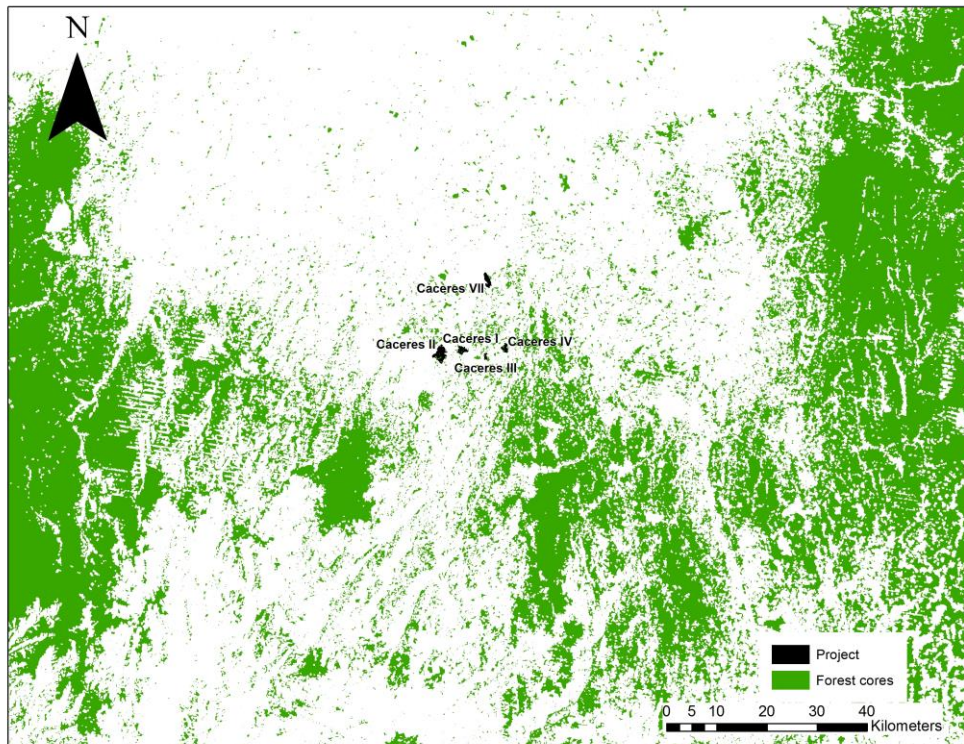 N
Caceres VII
Caceres II
Caceres I
Caceres IV
Caceres III
Project
Forest cores
0 5 10 20 30 40
Kilometers